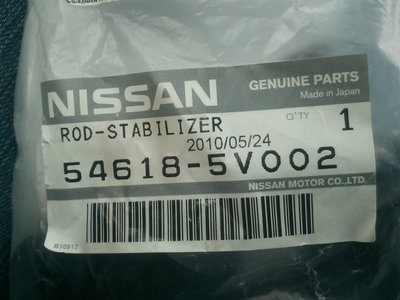 NISSAN
GENUINE PARTS
Made in Japan
ROD-STABILIZER
2010/05/24
Q'TY 1
54618-5V002
NISSAN MOTOR CO.,LTD.
B10912